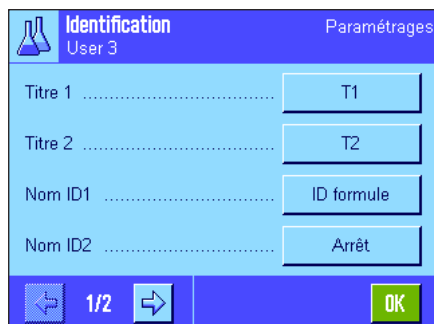 Identification Paramétrages
User 3
Titre 1 ................................ T1
Titre 2 ................................ T2
Nom ID1 ............................ ID formule
Nom ID2 ............................ Arrêt
1/2 OK